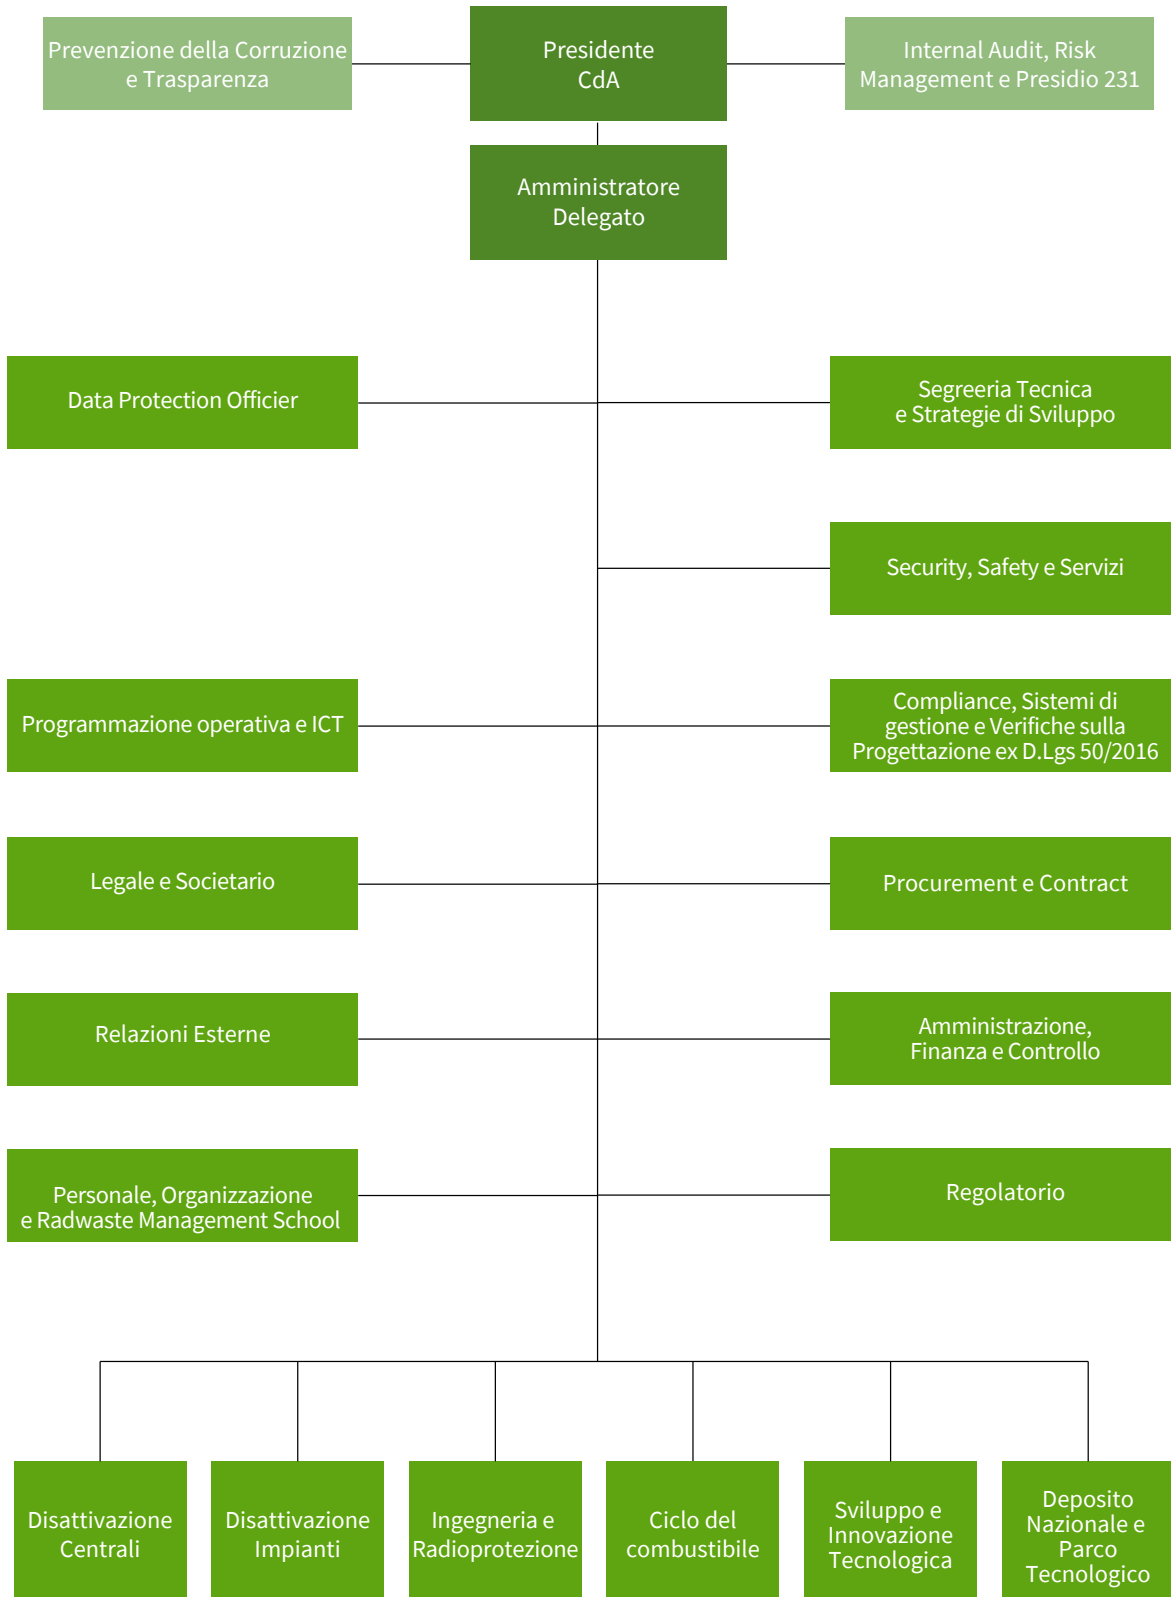 Prevenzione della Corruzione
e Trasparenza
Presidente
CdA
Internal Audit, Risk
Management e Presidio 231
Amministratore
Delegato
Data Protection Officier
Segreeria Tecnica
e Strategie di Sviluppo
Security, Safety e Servizi
Programmazione operativa e ICT
Compliance, Sistemi di
gestione e Verifiche sulla
Progettazione ex D.Lgs 50/2016
Legale e Societario
Procurement e Contract
Relazioni Esterne
Amministrazione,
Finanza e Controllo
Personale, Organizzazione
e Radwaste Management School
Regolatorio
Disattivazione
Centrali
Disattivazione
Impianti
Ingegneria e
Radioprotezione
Ciclo del
combustibile
Sviluppo e
Innovazione
Tecnologica
Deposito
Nazionale e
Parco
Tecnologico